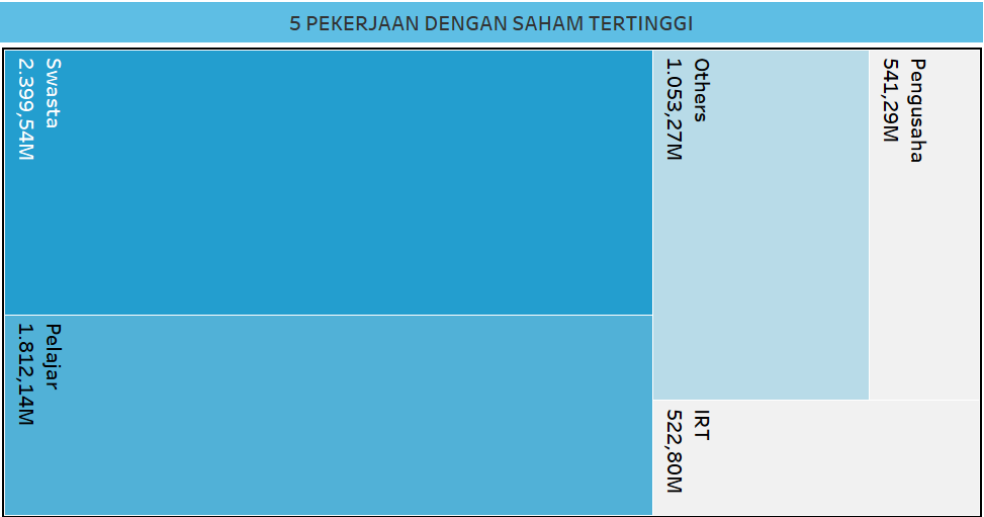 5 PEKERJAAN DENGAN SAHAM TERTINGGI
Swasta
2.399,54M
Pelajar
1.812,14M
Others
1.053,27M
Pengusaha
541,29M
IRT
522,80M